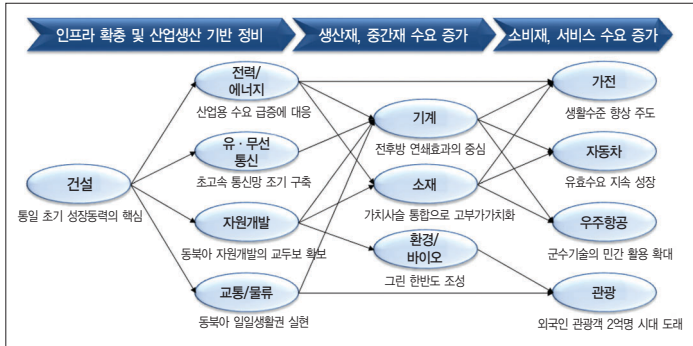 인프라 확충 및 산업생산 기반 정비
생산재, 중간재 수요 증가
소비재, 서비스 수요 증가
건설
통일 초기 성장동력의 핵심
전력/
에너지
산업용 수요 급증에 대응
유·무선
통신
초고속 통신망 조기 구축
자원개발
동북아 자원개발의 교두보 확보
교통/물류
동북아 일일생활권 실현
기계
전후방 연쇄효과의 중심
소재
가치사슬 통합으로 고부가가치화
환경/
바이오
그린 한반도 조성
가전
생활수준 향상 주도
자동차
유효수요 지속 성장
우주항공
군수기술의 민간 활용 확대
관광
외국인 관광객 2억명 시대 도래